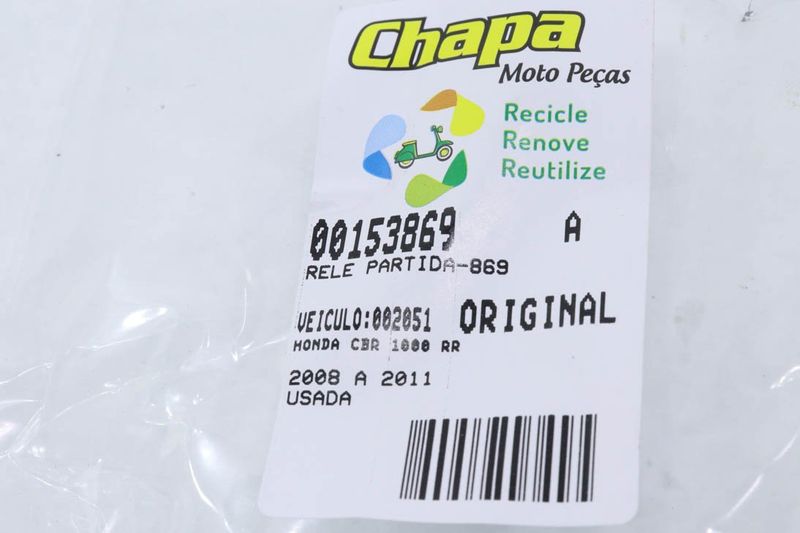 Chapa
Moto Peças
Recicle
Renove
Reutilize
00153869 A
RELE PARTIDA-869
VEICULO:002051 ORIGINAL
HONDA CBR 1000 RR
2008 A 2011
USADA